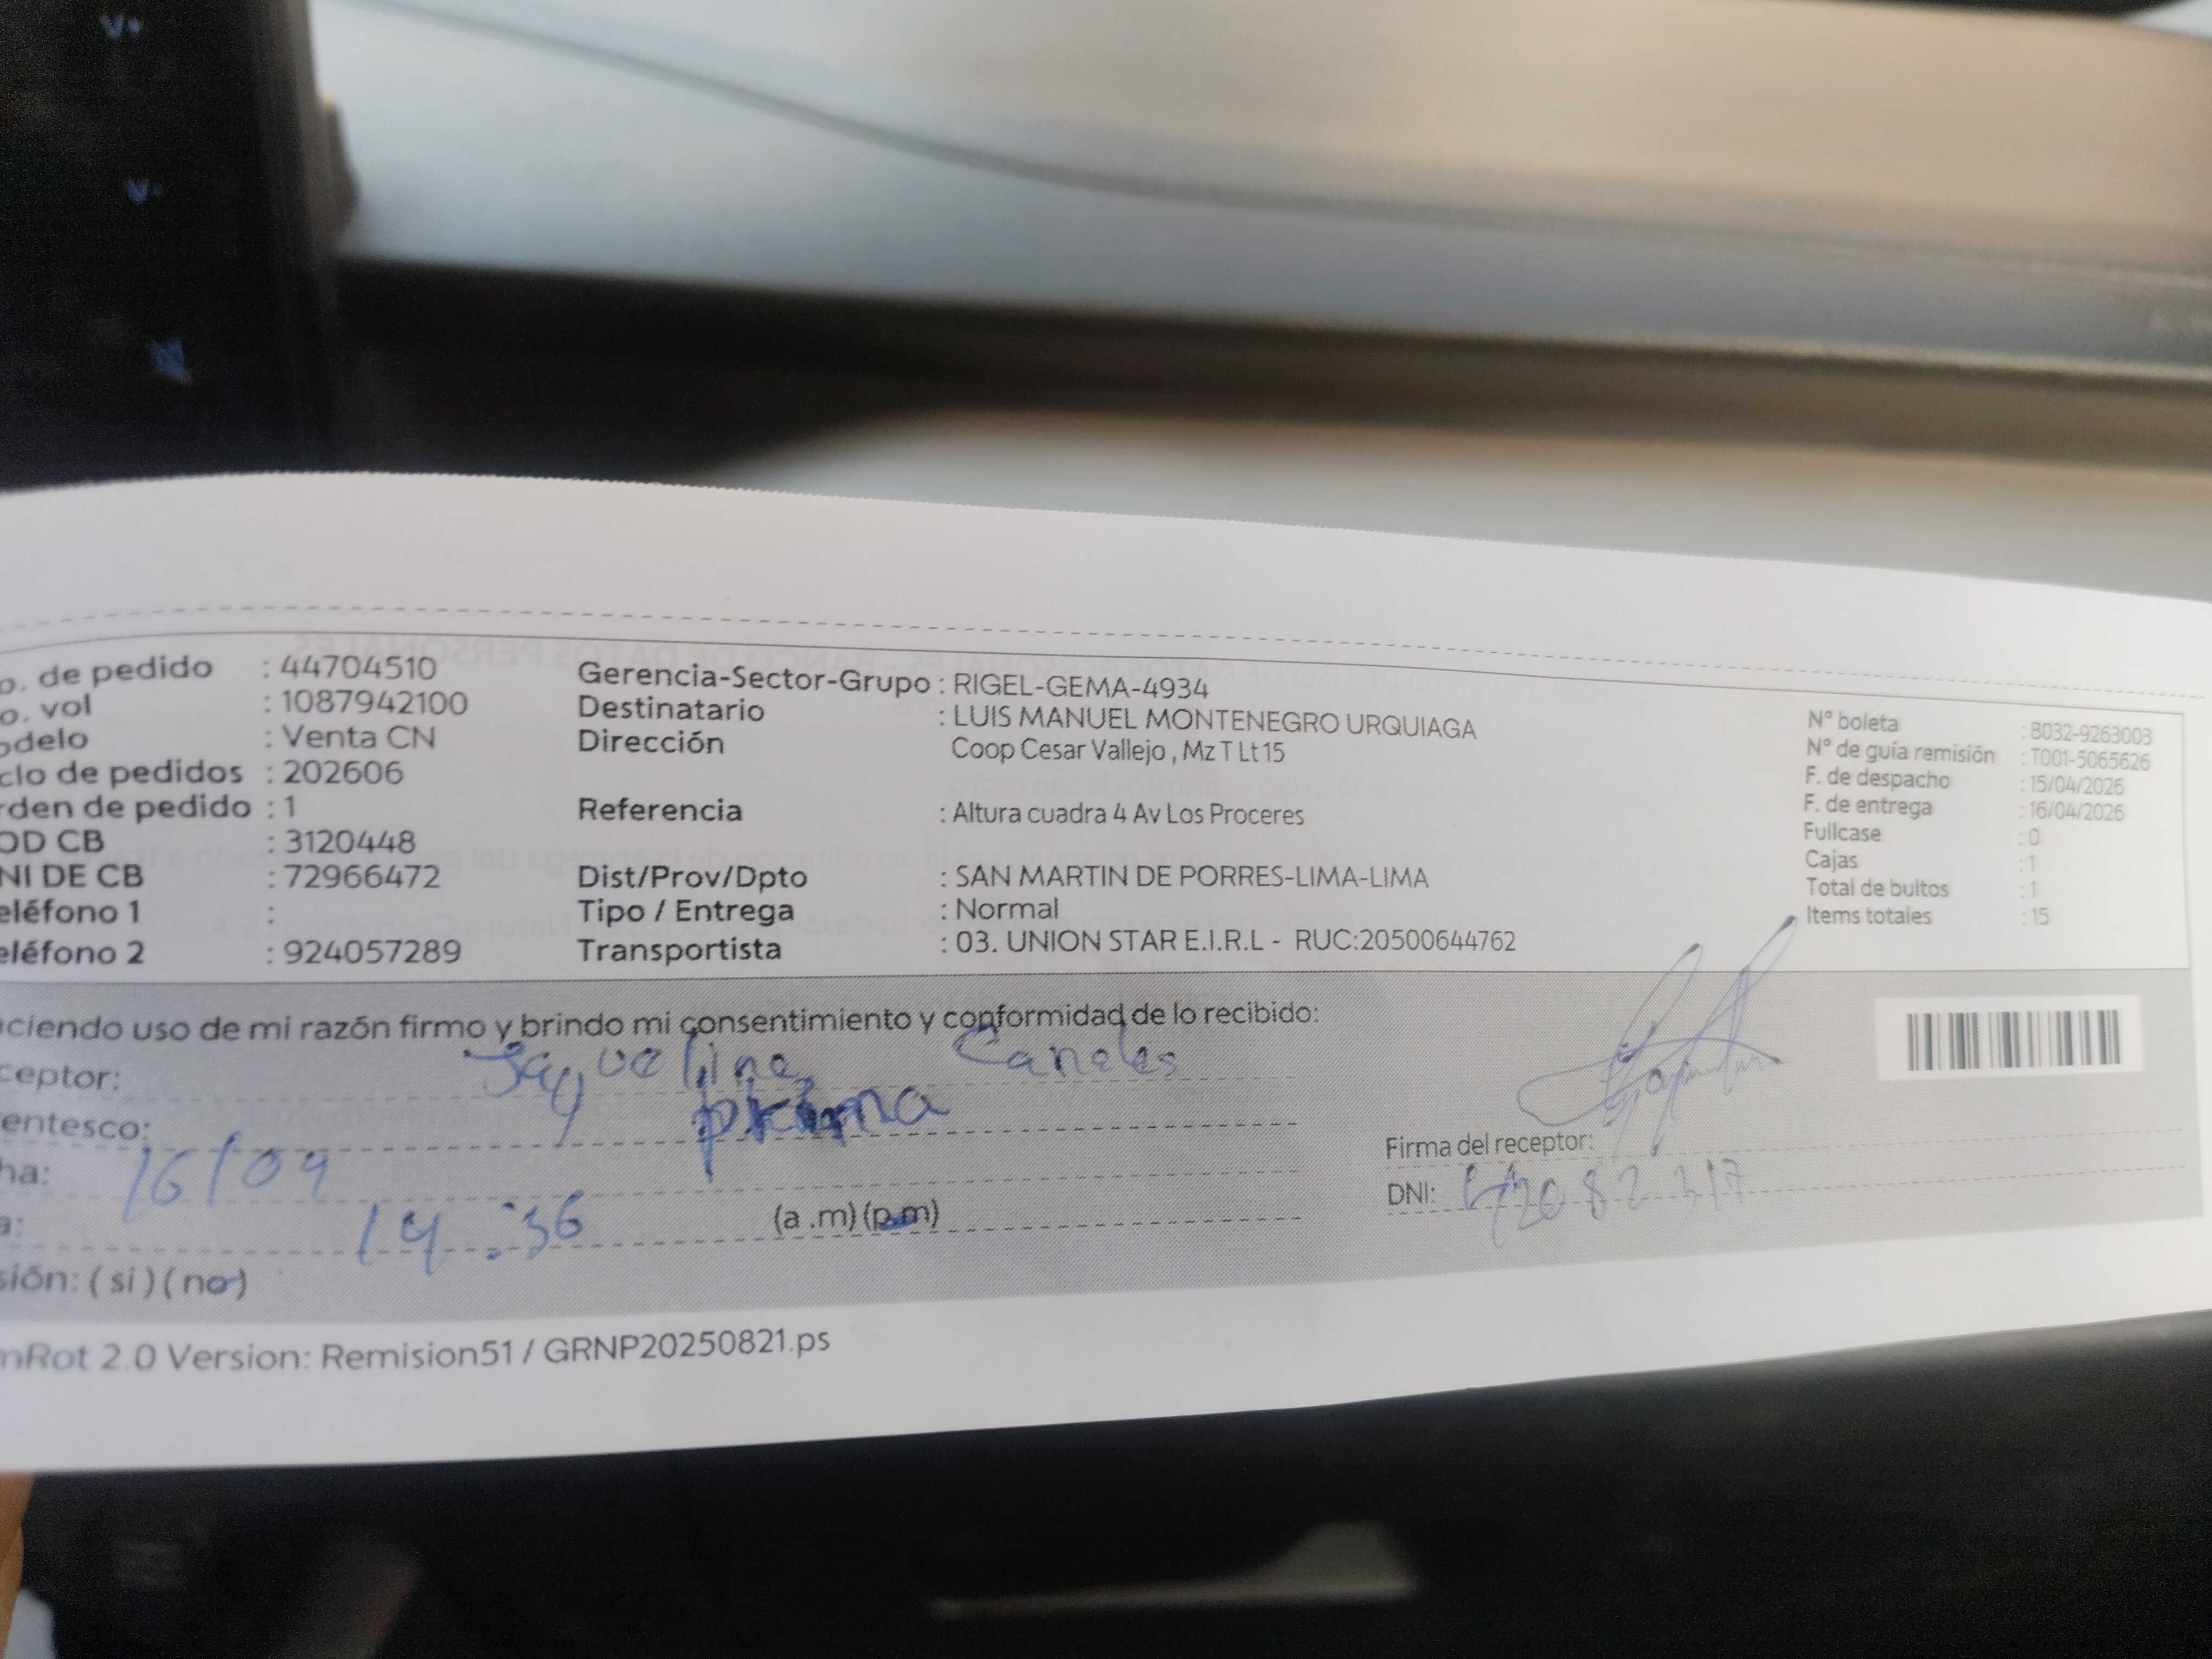 V+
V-
o. de pedido : 44704510
o. vol : 1087942100
odelo : Venta CN
clo de pedidos : 202606
rden de pedido : 1
OD CB : 3120448
NI DE CB : 72966472
eléfono 1 :
eléfono 2 : 924057289
Gerencia-Sector-Grupo : RIGEL-GEMA-4934
Destinatario : LUIS MANUEL MONTENEGRO URQUIAGA
Dirección Coop Cesar Vallejo , Mz T Lt 15
Referencia : Altura cuadra 4 Av Los Proceres
Dist/Prov/Dpto : SAN MARTIN DE PORRES-LIMA-LIMA
Tipo / Entrega : Normal
Transportista : 03. UNION STAR E.I.R.L - RUC:20500644762
N° boleta : B032-9263003
N° de guía remisión : T001-5065626
F. de despacho : 15/04/2026
F. de entrega : 16/04/2026
Fullcase : 0
Cajas : 1
Total de bultos : 1
Items totales : 15
ciendo uso de mi razón firmo y brindo mi consentimiento y conformidad de lo recibido:
ceptor: Jaqueline Canales
entesco: prima
ha: 16/04
a: 14:36 (a .m) (p.m)
sión: ( si ) ( no )
Firma del receptor:
DNI:
mRot 2.0 Version: Remision51 / GRNP20250821.ps